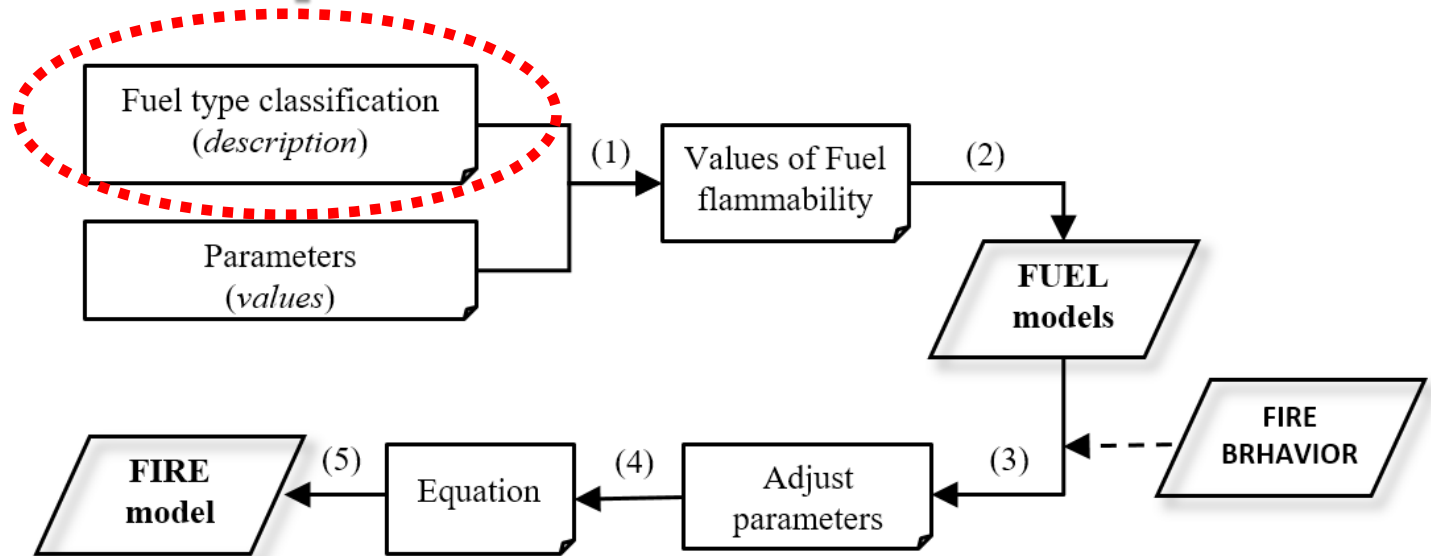 Fuel type classification
(description)
(1)
Values of Fuel
flammability
(2)
Parameters
(values)
FUEL
models
FIRE
BRHAVIOR
(3)
Adjust
parameters
(4)
Equation
(5)
FIRE
model